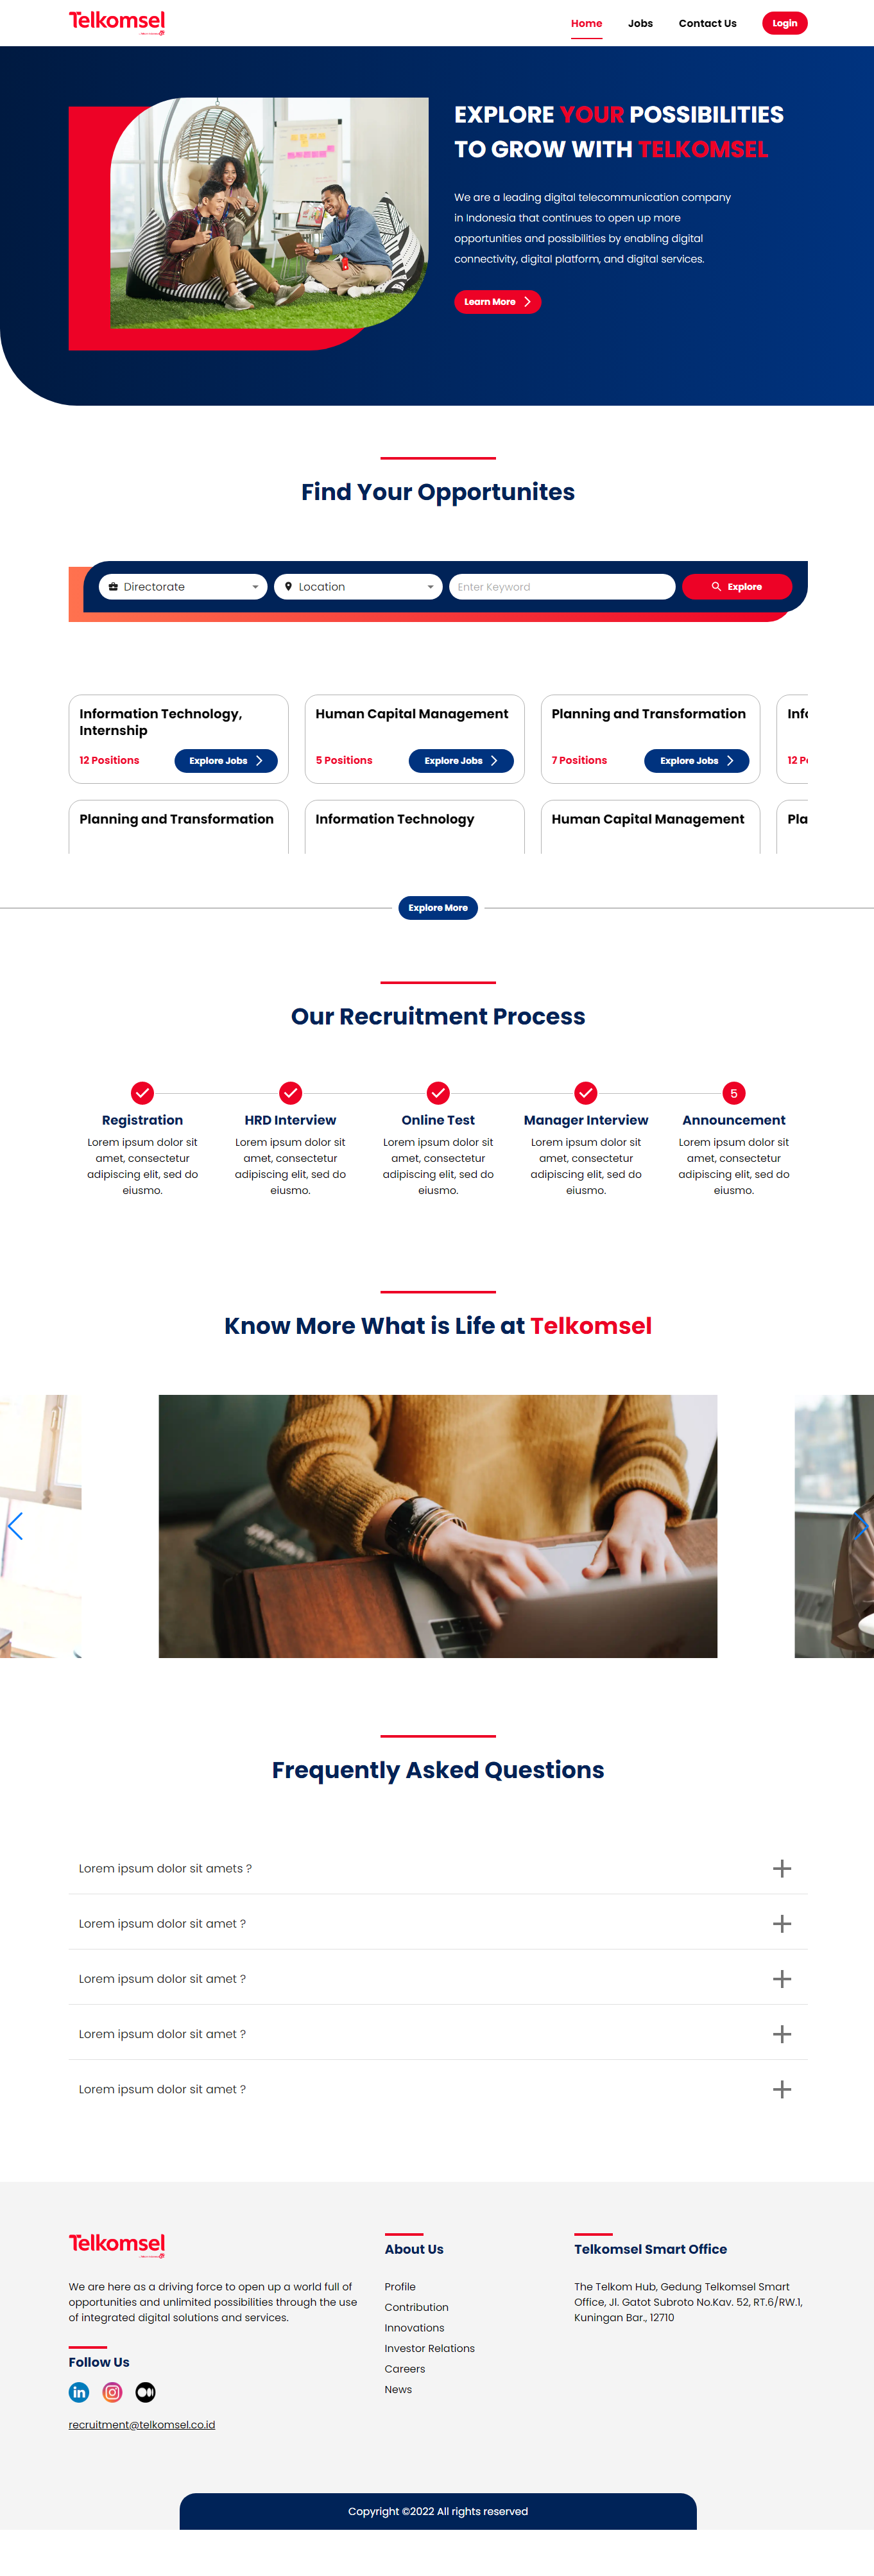 Telkomsel
Home
Jobs
Contact Us
Login
EXPLORE YOUR POSSIBILITIES
TO GROW WITH TELKOMSEL
We are a leading digital telecommunication company
in Indonesia that continues to open up more
opportunities and possibilities by enabling digital
connectivity, digital platform, and digital services.
Learn More
Find Your Opportunites
Directorate
Location
Enter Keyword
Explore
Information Technology,
Internship
12 Positions
Explore Jobs
Human Capital Management
5 Positions
Explore Jobs
Planning and Transformation
7 Positions
Explore Jobs
Planning and Transformation
Information Technology
Human Capital Management
Explore More
Our Recruitment Process
5
Registration
Lorem ipsum dolor sit
amet, consectetur
adipiscing elit, sed do
eiusmo.
HRD Interview
Lorem ipsum dolor sit
amet, consectetur
adipiscing elit, sed do
eiusmo.
Online Test
Lorem ipsum dolor sit
amet, consectetur
adipiscing elit, sed do
eiusmo.
Manager Interview
Lorem ipsum dolor sit
amet, consectetur
adipiscing elit, sed do
eiusmo.
Announcement
Lorem ipsum dolor sit
amet, consectetur
adipiscing elit, sed do
eiusmo.
Know More What is Life at Telkomsel
Frequently Asked Questions
Lorem ipsum dolor sit amets ?
Lorem ipsum dolor sit amet ?
Lorem ipsum dolor sit amet ?
Lorem ipsum dolor sit amet ?
Lorem ipsum dolor sit amet ?
Telkomsel
We are here as a driving force to open up a world full of
opportunities and unlimited possibilities through the use
of integrated digital solutions and services.
Follow Us
in
recruitment@telkomsel.co.id
About Us
Profile
Contribution
Innovations
Investor Relations
Careers
News
Telkomsel Smart Office
The Telkom Hub, Gedung Telkomsel Smart
Office, Jl. Gatot Subroto No.Kav. 52, RT.6/RW.1,
Kuningan Bar., 12710
Copyright ©2022 All rights reserved